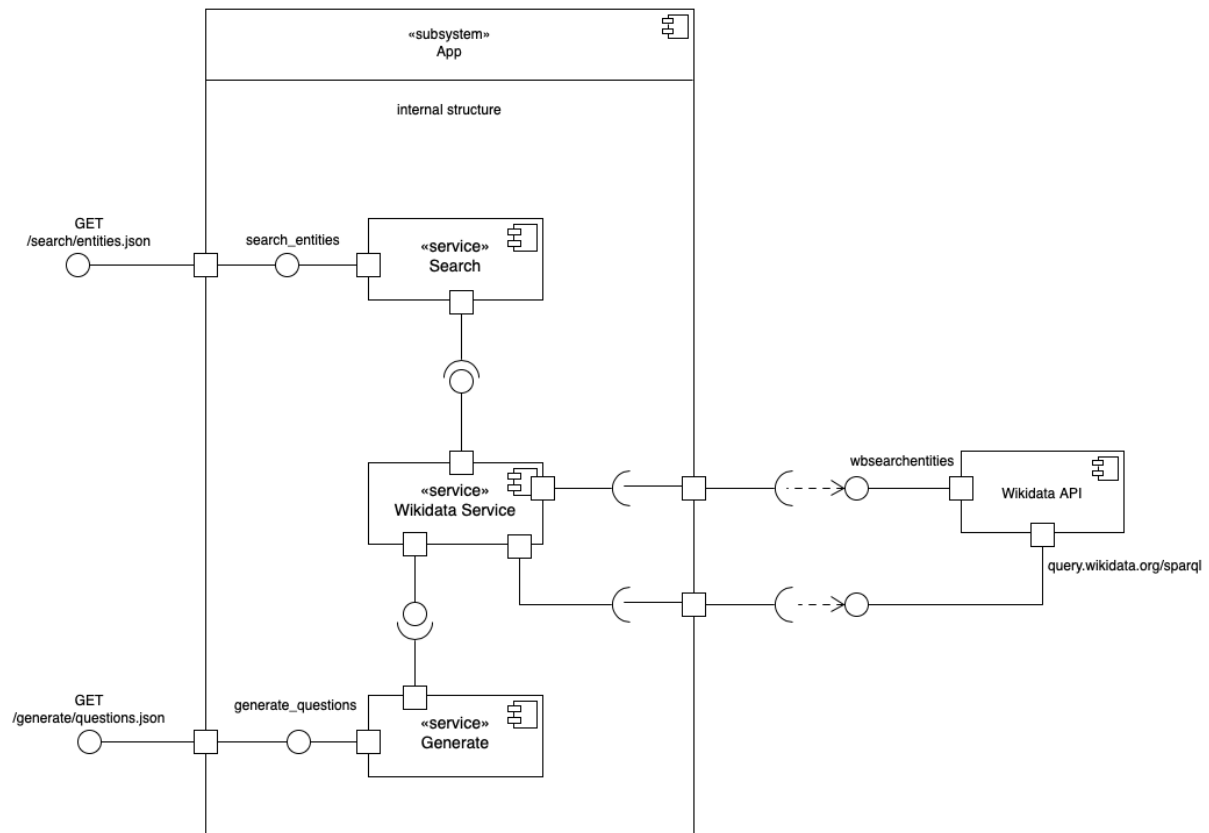 «subsystem»
App
internal structure
GET
/search/entities.json
search_entities
«service»
Search
wbsearchentities
«service»
Wikidata Service
Wikidata API
query.wikidata.org/sparql
GET
/generate/questions.json
generate_questions
«service»
Generate